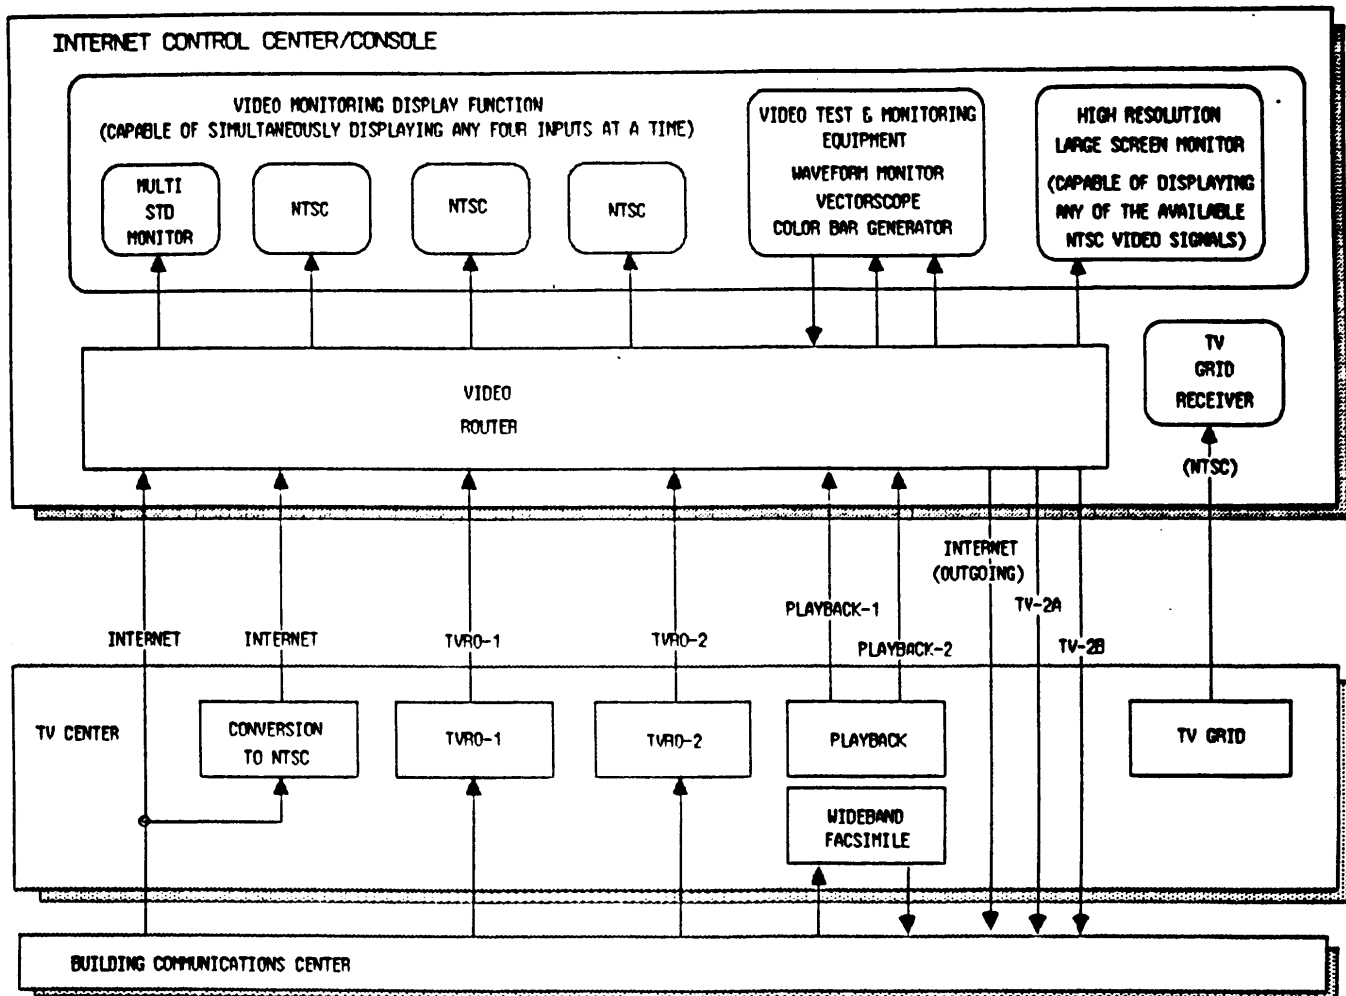 INTERNET CONTROL CENTER/CONSOLE
VIDEO MONITORING DISPLAY FUNCTION
(CAPABLE OF SIMULTANEOUSLY DISPLAYING ANY FOUR INPUTS AT A TIME)
MULTI
STD
MONITOR
NTSC
NTSC
NTSC
VIDEO TEST & MONITORING
EQUIPMENT
WAVEFORM MONITOR
VECTORSCOPE
COLOR BAR GENERATOR
HIGH RESOLUTION
LARGE SCREEN MONITOR
(CAPABLE OF DISPLAYING
ANY OF THE AVAILABLE
NTSC VIDEO SIGNALS)
VIDEO
ROUTER
TV
GRID
RECEIVER
(NTSC)
INTERNET
(OUTGOING)
PLAYBACK-1
TV-2A
INTERNET
INTERNET
TVRO-1
TVRO-2
PLAYBACK-2
TV-2B
TV CENTER
CONVERSION
TO NTSC
TVRO-1
TVRO-2
PLAYBACK
TV GRID
WIDEBAND
FACSIMILE
BUILDING COMMUNICATIONS CENTER